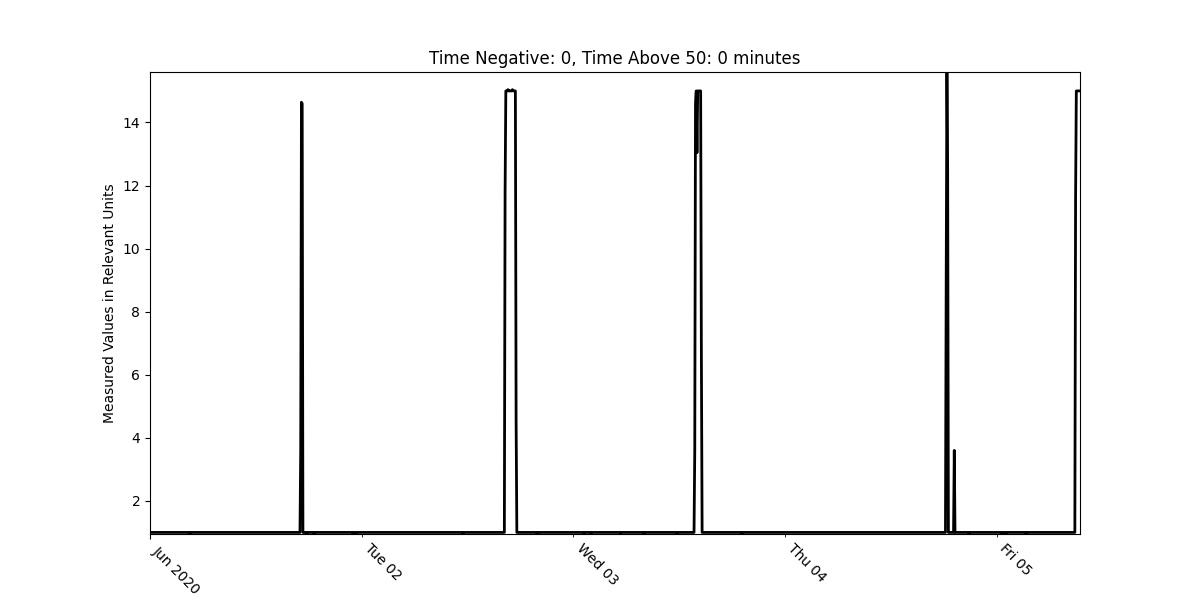 Time Negative: 0, Time Above 50: 0 minutes
Measured Values in Relevant Units
14
12
10
8
6
4
2
Jun 2020
Tue 02
Wed 03
Thu 04
Fri 05